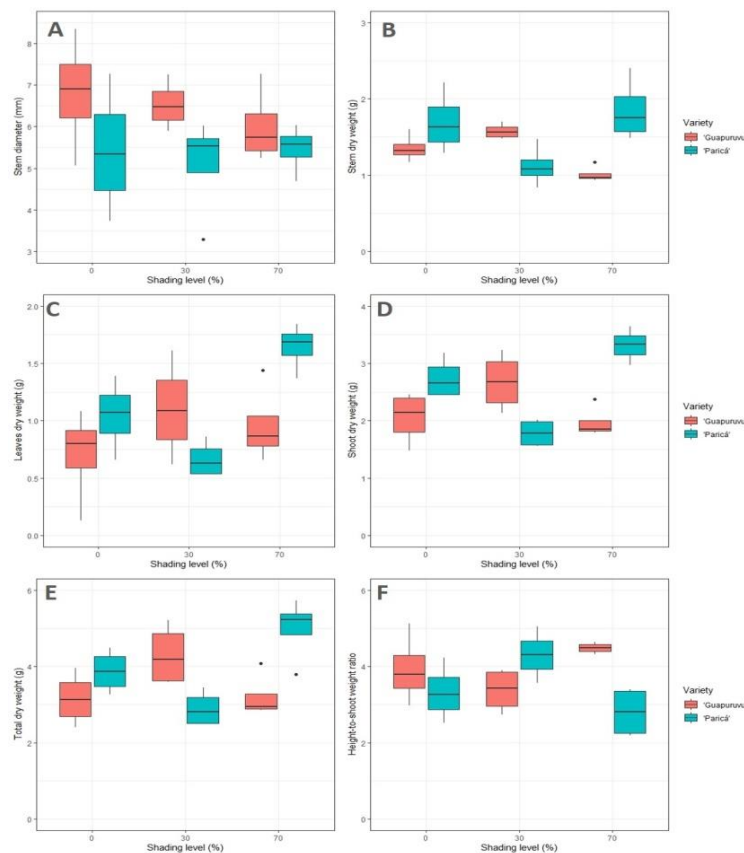 A
Stem diameter (mm)
8
7
6
5
4
3
0
30
70
Shading level (%)
B
Stem dry weight (g)
3
2
1
0
0
30
70
Shading level (%)
Variety
'Guapuruvu'
'Paricá'
C
Leaves dry weight (g)
2.0
1.5
1.0
0.5
0.0
0
30
70
Shading level (%)
D
Shoot dry weight (g)
4
3
2
1
0
0
30
70
Shading level (%)
Variety
'Guapuruvu
'Paricá'
E
Total dry weight (g)
6
4
2
0
0
30
70
Shading level (%)
F
Height-to-shoot weight ratio
6
4
2
0
0
30
70
Shading level (%)
Variety
'Guapuruvu
'Paricá'